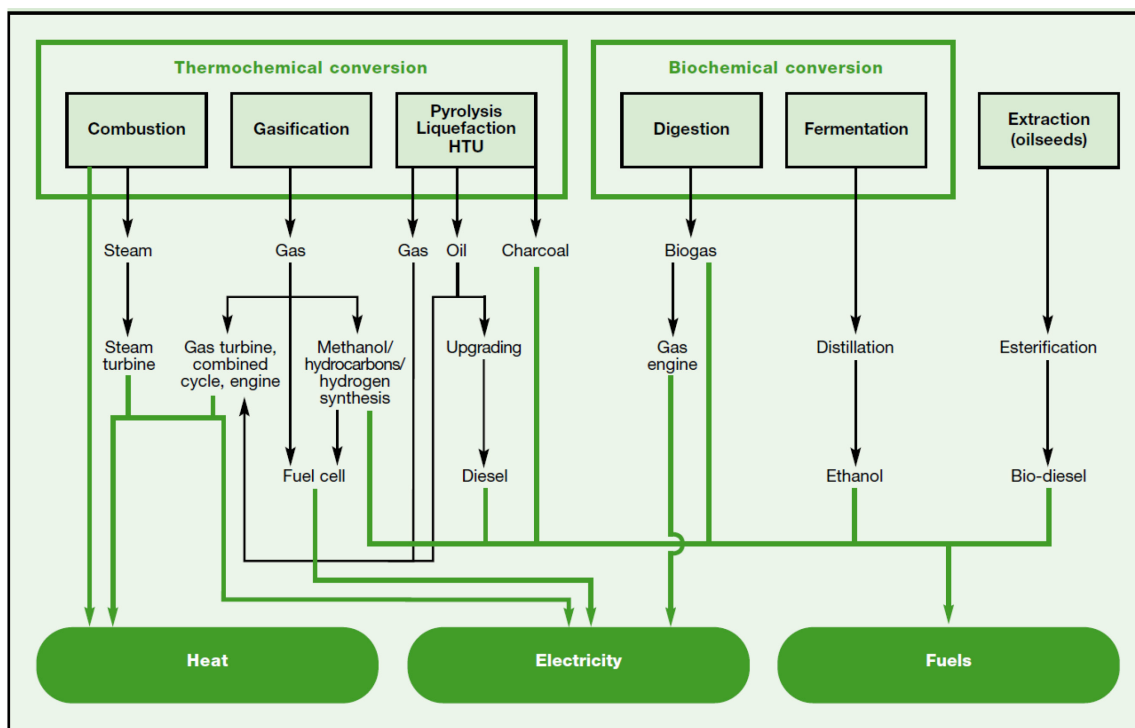 Thermochemical conversion
Biochemical conversion
Combustion
Gasification
Pyrolysis
Liquefaction
HTU
Digestion
Fermentation
Extraction
(oilseeds)
Steam
Gas
Gas
Oil
Charcoal
Biogas
Steam
turbine
Gas turbine,
combined
cycle, engine
Methanol/
hydrocarbons/
hydrogen
synthesis
Upgrading
Gas
engine
Distillation
Esterification
Fuel cell
Diesel
Ethanol
Bio-diesel
Heat
Electricity
Fuels